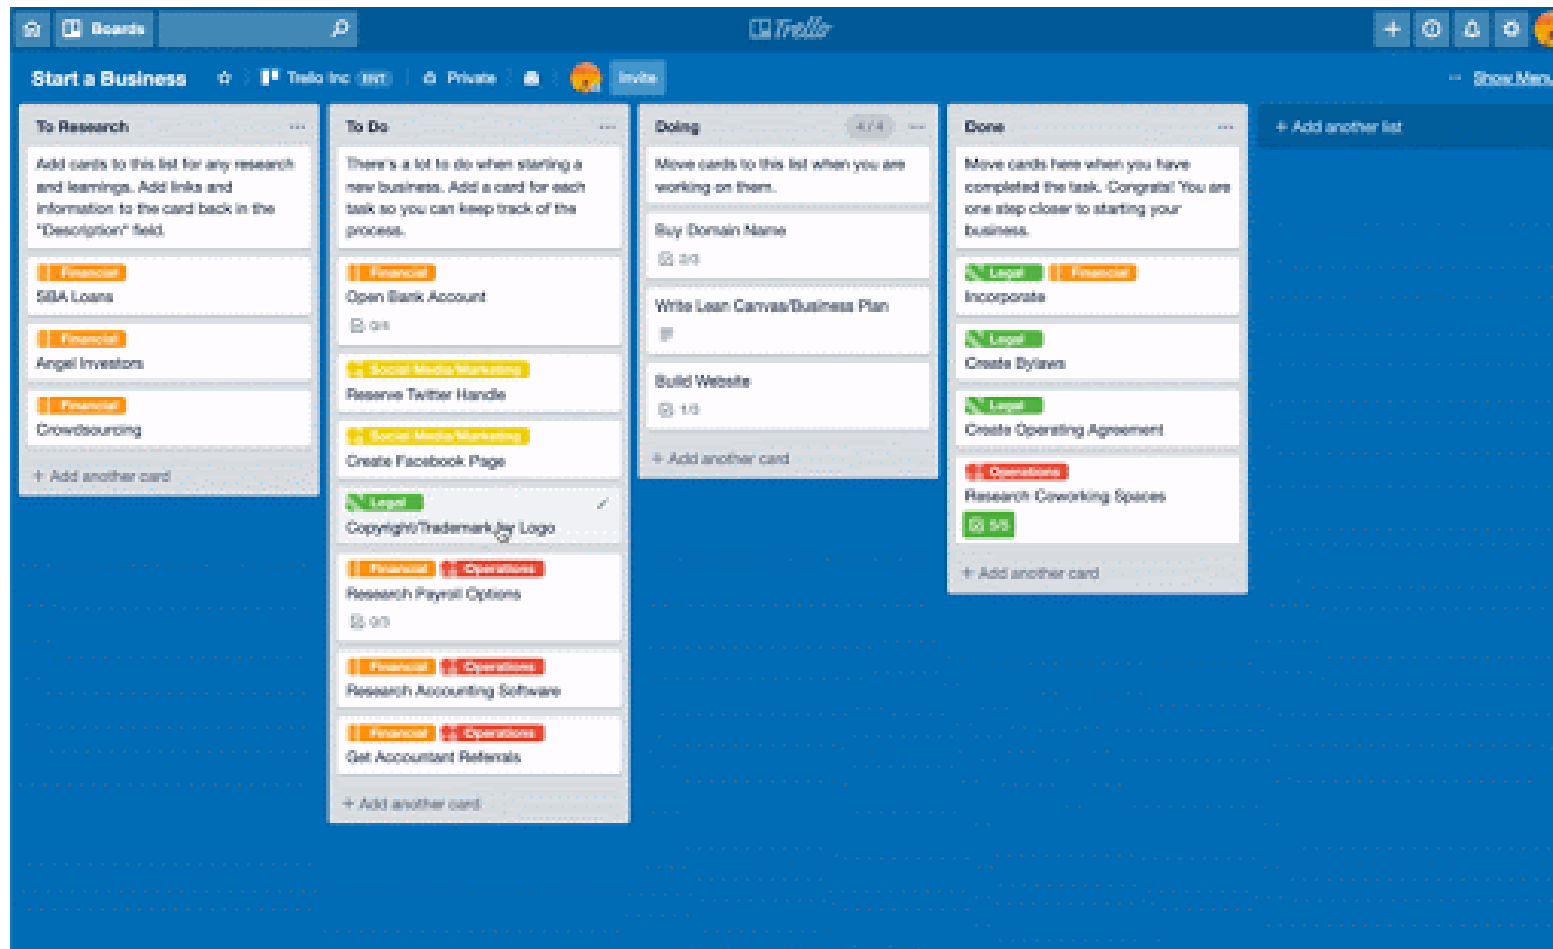 Boards
Trello
Start a Business
Trello Inc
Private
Invite
Show Menu
To Research
Add cards to this list for any research
and learnings. Add links and
information to the card back in the
"Description" field.
Financial
SBA Loans
Financial
Angel Investors
Financial
Crowdsourcing
+ Add another card
To Do
There's a lot to do when starting a
new business. Add a card for each
task so you can keep track of the
process.
Financial
Open Bank Account
Social Media/Marketing
Reserve Twitter Handle
Social Media/Marketing
Create Facebook Page
Legal
Copyright/Trademark Logo
Financial Operations
Research Payroll Options
Financial Operations
Research Accounting Software
Financial Operations
Get Accountant Referrals
+ Add another card
Doing 4/4
Move cards to this list when you are
working on them.
Buy Domain Name
Write Lean Canvas/Business Plan
Build Website
1/3
+ Add another card
Done
Move cards here when you have
completed the task. Congrats! You are
one step closer to starting your
business.
Legal Financial
Incorporate
Legal
Create Bylaws
Legal
Create Operating Agreement
Operations
Research Coworking Spaces
+ Add another card
+ Add another list